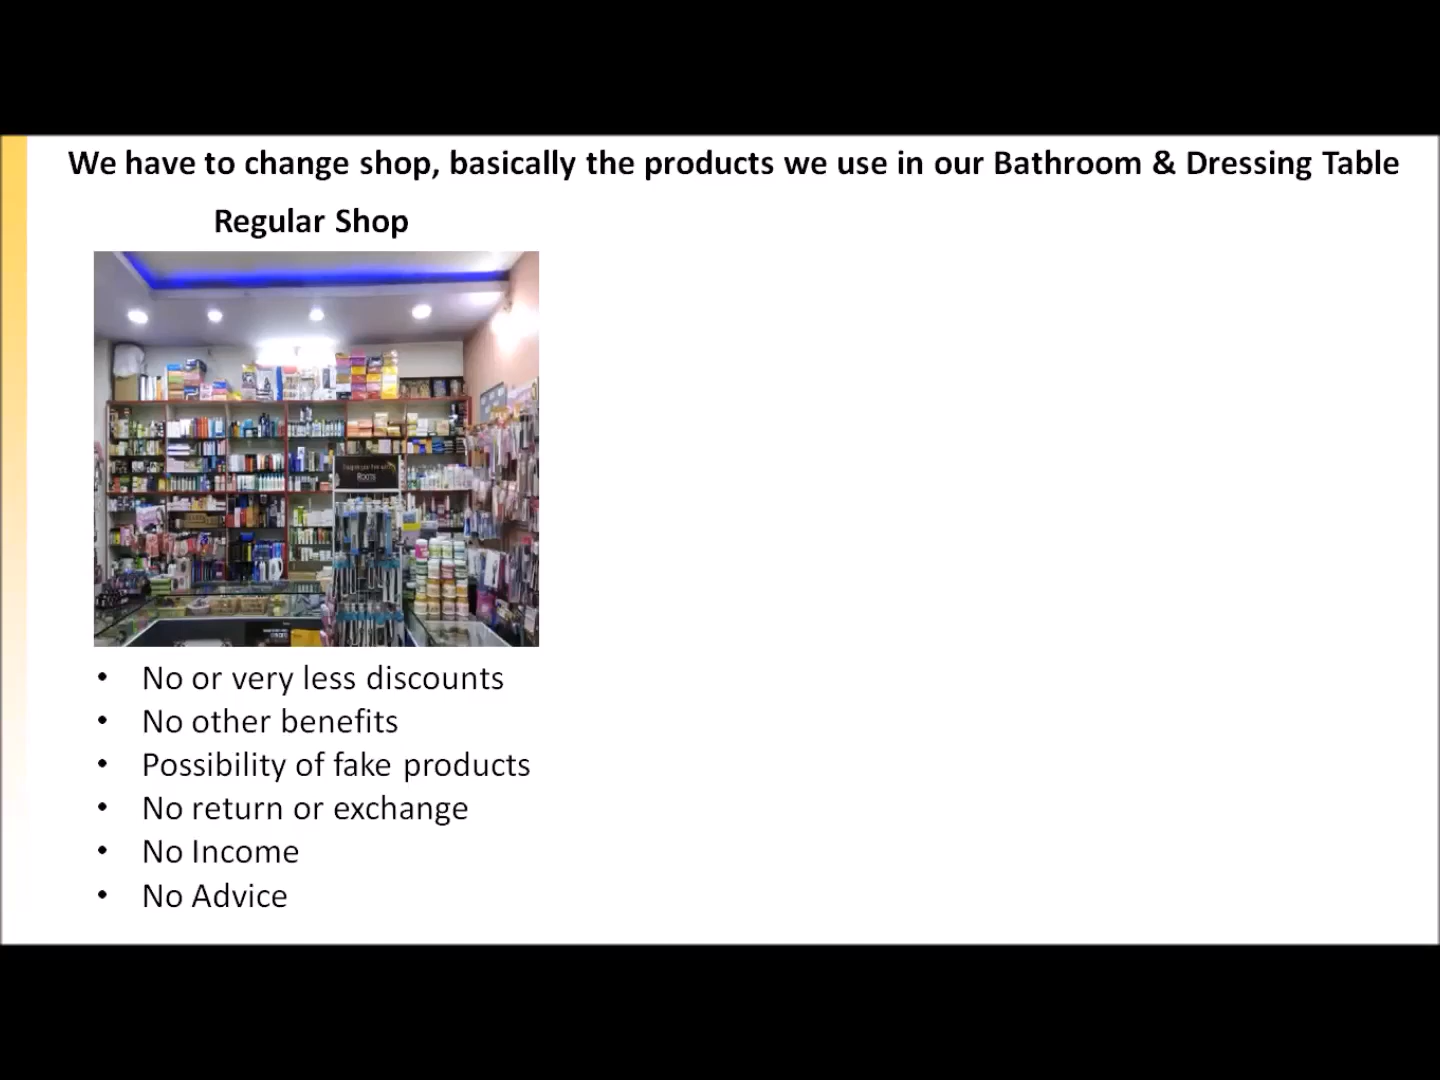 We have to change shop, basically the products we use in our Bathroom & Dressing Table
Regular Shop
• No or very less discounts
• No other benefits
• Possibility of fake products
• No return or exchange
• No Income
• No Advice